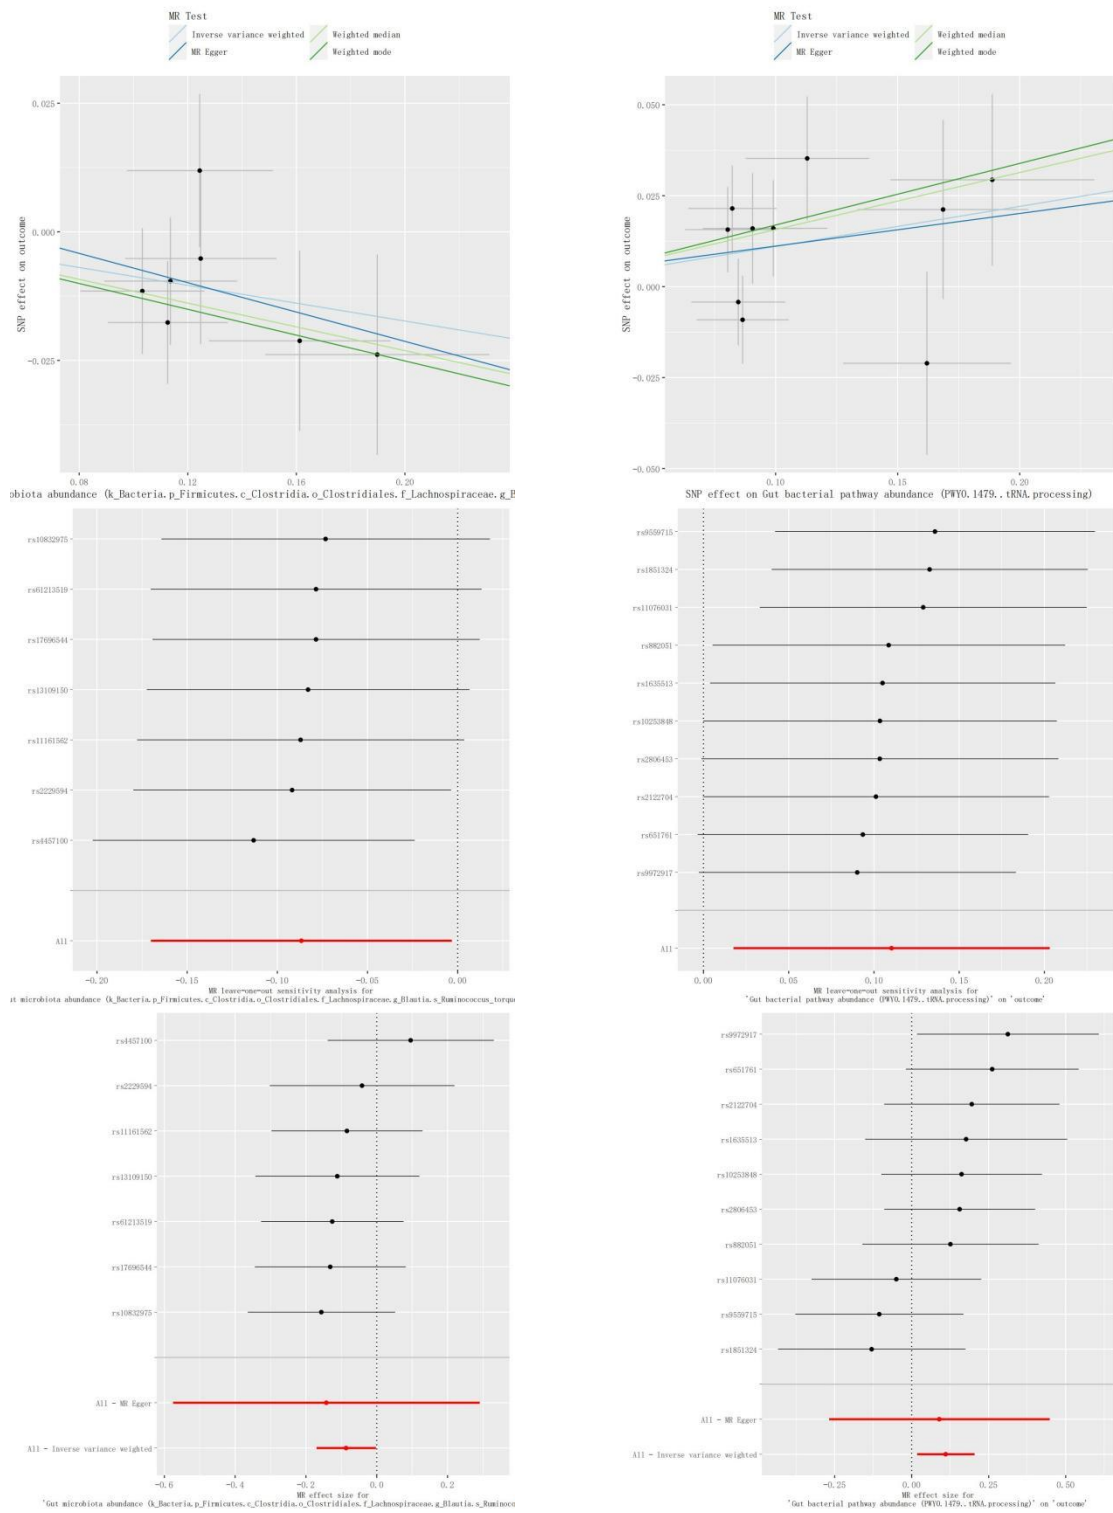 MR Test
Inverse variance weighted
Weighted median
MR Egger
Weighted mode
SNP effect on outcome
0.025
0.000
-0.025
0.08
0.12
0.16
0.20
obiota abundance (k_Bacteria.p_Firmicutes.c_Clostridia.o_Clostridiales.f_Lachnospiraceae.g_B
MR Test
Inverse variance weighted
Weighted median
MR Egger
Weighted mode
SNP effect on outcome
0.050
0.025
0.000
-0.025
-0.050
0.10
0.15
0.20
SNP effect on Gut bacterial pathway abundance (PWY0.1479..tRNA.processing)
rs10832975
rs61213519
rs17696544
rs13109150
rs11161562
rs2229594
rs4457100
All
-0.20
-0.15
-0.10
-0.05
0.00
MR leave-one-out sensitivity analysis for
ut microbiota abundance (k_Bacteria.p_Firmicutes.c_Clostridia.o_Clostridiales.f_Lachnospiraceae.g_Blautia.s_Ruminococcus_torque
rs9559715
rs1851324
rs11076031
rs882051
rs1635513
rs10253848
rs2806453
rs2122704
rs651761
rs9972917
All
0.00
0.05
0.10
0.15
0.20
MR leave-one-out sensitivity analysis for
'Gut bacterial pathway abundance (PWY0.1479..tRNA.processing)' on 'outcome'
rs4457100
rs2229594
rs11161562
rs13109150
rs61213519
rs17696544
rs10832975
All - MR Egger
All - Inverse variance weighted
-0.6
-0.4
-0.2
0.0
0.2
MR effect size for
'Gut microbiota abundance (k_Bacteria.p_Firmicutes.c_Clostridia.o_Clostridiales.f_Lachnospiraceae.g_Blautia.s_Ruminoco
rs9972917
rs651761
rs2122704
rs1635513
rs10253848
rs2806453
rs882051
rs11076031
rs9559715
rs1851324
All - MR Egger
All - Inverse variance weighted
-0.25
0.00
0.25
0.50
MR effect size for
'Gut bacterial pathway abundance (PWY0.1479..tRNA.processing)' on 'outcome'